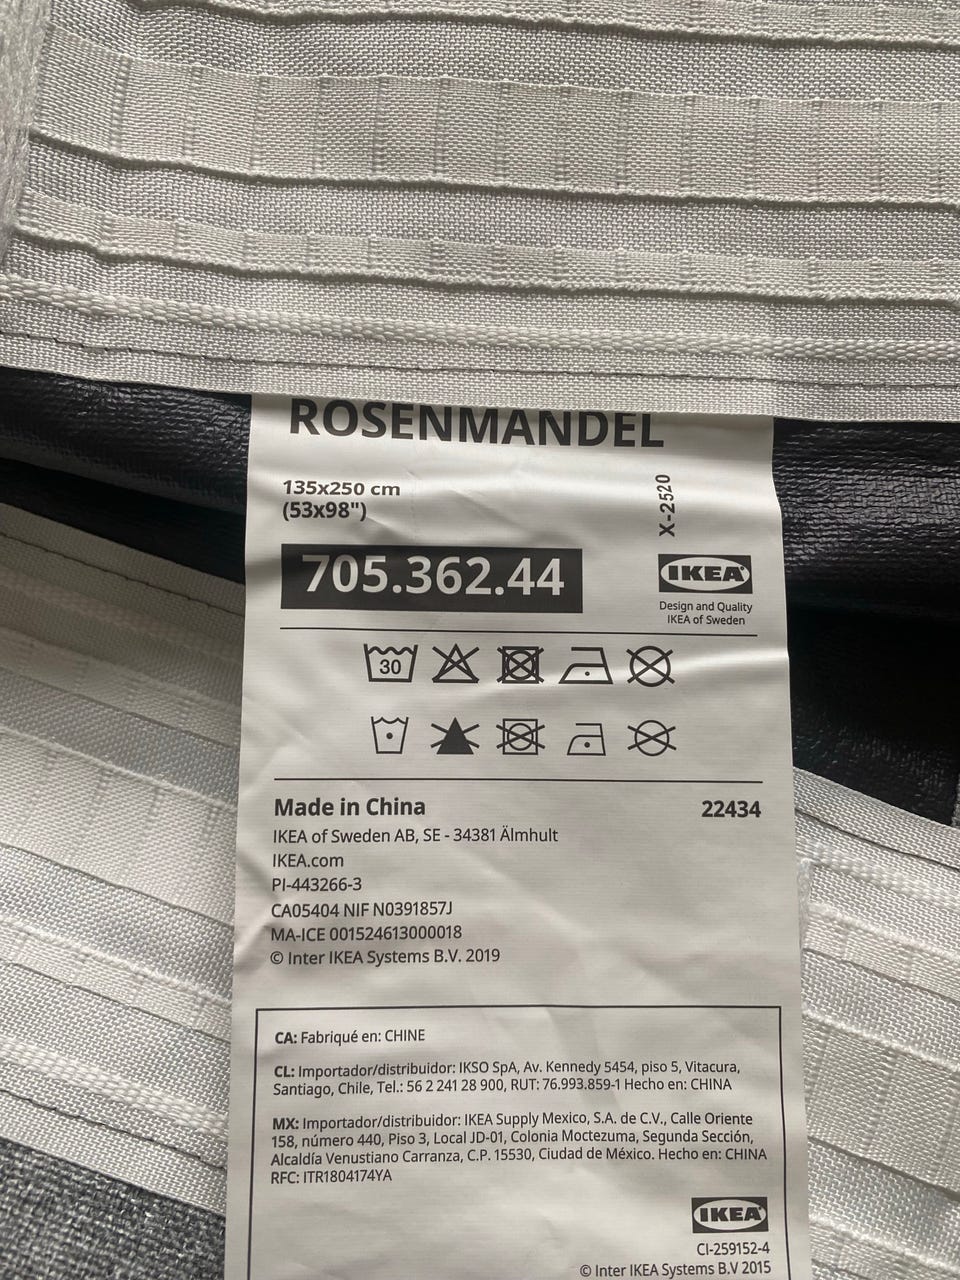 ROSENMANDEL
135x250 cm
(53x98")
X-2520
705.362.44
IKEA
Design and Quality
IKEA of Sweden
30
Made in China
22434
IKEA of Sweden AB, SE - 34381 Älmhult
IKEA.com
PI-443266-3
CA05404 NIF N0391857J
MA-ICE 001524613000018
© Inter IKEA Systems B.V. 2019
CA: Fabriqué en: CHINE
CL: Importador/distribuidor: IKSO SpA, Av. Kennedy 5454, piso 5, Vitacura,
Santiago, Chile, Tel.: 56 2 241 28 900, RUT: 76.993.859-1 Hecho en: CHINA
MX: Importador/distribuidor: IKEA Supply Mexico, S.A. de C.V., Calle Oriente
158, número 440, Piso 3, Local JD-01, Colonia Moctezuma, Segunda Sección,
Alcaldía Venustiano Carranza, C.P. 15530, Ciudad de México. Hecho en: CHINA
RFC: ITR1804174YA
IKEA
CI-259152-4
© Inter IKEA Systems B.V. 2015